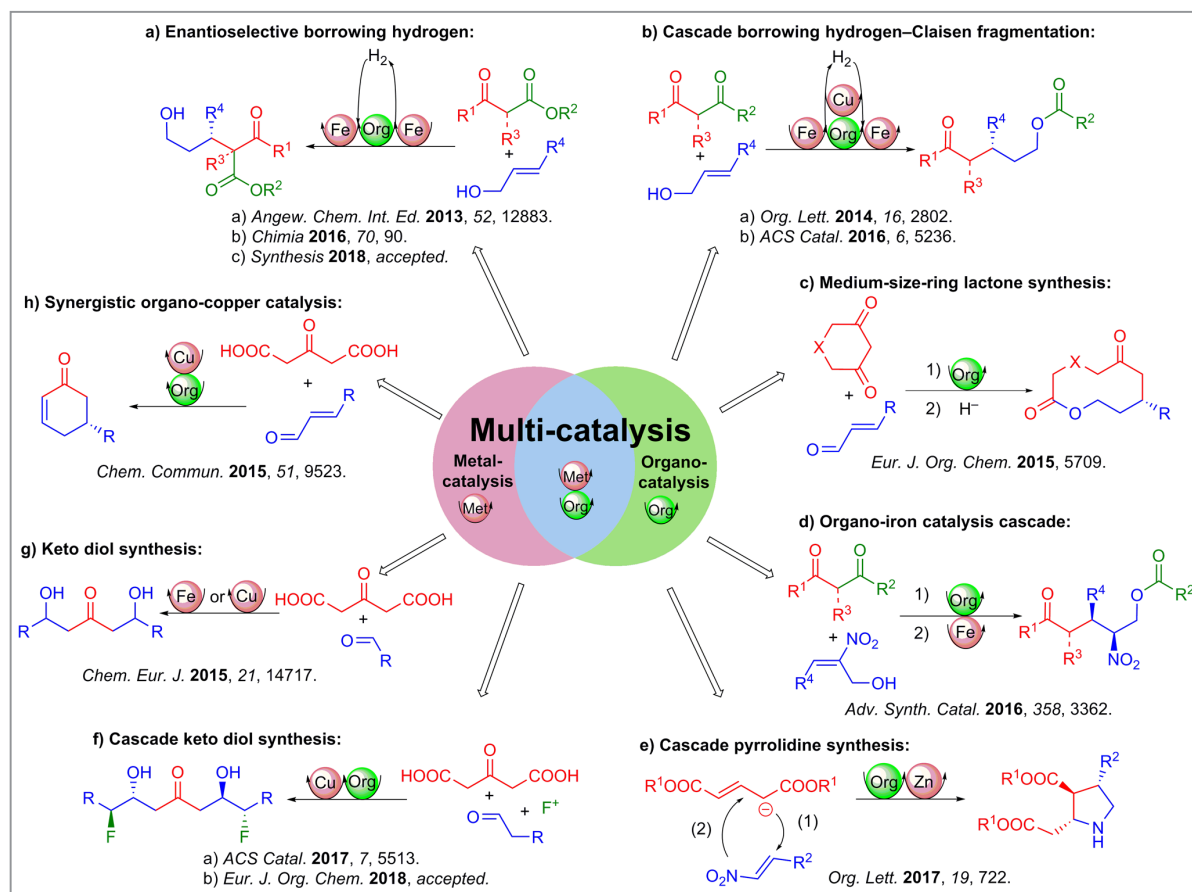 a) Enantioselective borrowing hydrogen:
H2
OH
R4
O
R3
R1
O
OR2
Fe
Org
Fe
O
O
R1
OR2
R3
+
R4
HO
a) Angew. Chem. Int. Ed. 2013, 52, 12883.
b) Chimia 2016, 70, 90.
c) Synthesis 2018, accepted.
b) Cascade borrowing hydrogen–Claisen fragmentation:
H2
O
O
R1
R2
R3
+
R4
HO
Cu
Fe
Org
Fe
O
R4
O
R2
O
R1
R3
a) Org. Lett. 2014, 16, 2802.
b) ACS Catal. 2016, 6, 5236.
h) Synergistic organo-copper catalysis:
O
R
Cu
Org
O
HOOC
COOH
+
O
R
Chem. Commun. 2015, 51, 9523.
c) Medium-size-ring lactone synthesis:
O
X
O
+
R
O
1)
Org
2) H–
X
O
O
O
R
Eur. J. Org. Chem. 2015, 5709.
Multi-catalysis
Metal-
catalysis
Met
Met
Org
Organo-
catalysis
Org
g) Keto diol synthesis:
OH
O
OH
R
R
Fe
or
Cu
O
HOOC
COOH
+
O
R
Chem. Eur. J. 2015, 21, 14717.
d) Organo-iron catalysis cascade:
O
O
R1
R2
R3
+
NO2
R4
OH
1)
Org
2)
Fe
O
R4
O
R2
O
R1
R3
NO2
Adv. Synth. Catal. 2016, 358, 3362.
f) Cascade keto diol synthesis:
OH
O
OH
R
R
F
F
Cu
Org
O
HOOC
COOH
+
+ F+
O
R
a) ACS Catal. 2017, 7, 5513.
b) Eur. J. Org. Chem. 2018, accepted.
e) Cascade pyrrolidine synthesis:
R1OOC
COOR1
(2)
(1)
O2N
R2
Org
Zn
R2
R1OOC
R1OOC
N
H
Org. Lett. 2017, 19, 722.